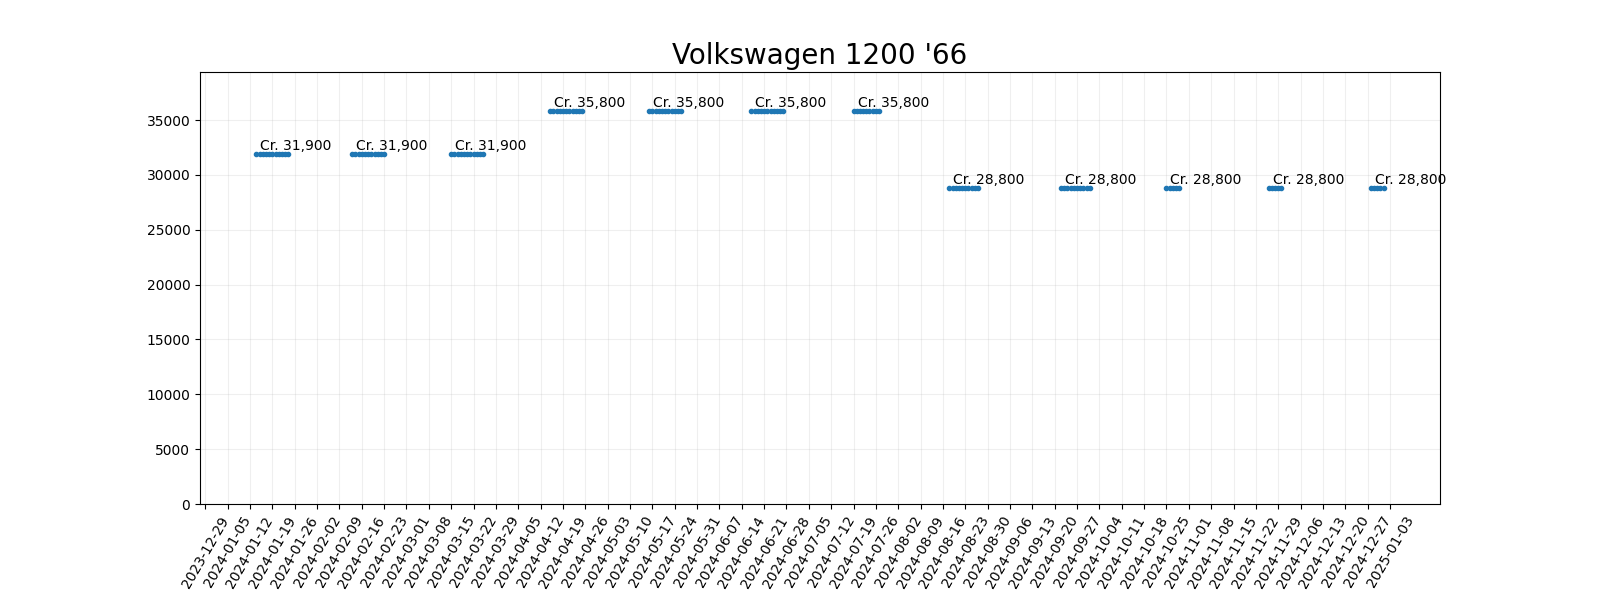 Volkswagen 1200 '66
Cr. 35,800 Cr. 35,800 Cr. 35,800 Cr. 35,800
35000
Cr. 31,900 Cr. 31,900 Cr. 31,900
30000
Cr. 28,800 Cr. 28,800 Cr. 28,800 Cr. 28,800 Cr. 28,800
25000
20000
15000
10000
5000
0
2023-12-29 2024-01-05 2024-01-12 2024-01-19 2024-01-26 2024-02-02 2024-02-09 2024-02-16 2024-02-23 2024-03-01 2024-03-08 2024-03-15 2024-03-22 2024-03-29 2024-04-05 2024-04-12 2024-04-19 2024-04-26 2024-05-03 2024-05-10 2024-05-17 2024-05-24 2024-05-31 2024-06-07 2024-06-14 2024-06-21 2024-06-28 2024-07-05 2024-07-12 2024-07-19 2024-07-26 2024-08-02 2024-08-09 2024-08-16 2024-08-23 2024-08-30 2024-09-06 2024-09-13 2024-09-20 2024-09-27 2024-10-04 2024-10-11 2024-10-18 2024-10-25 2024-11-01 2024-11-08 2024-11-15 2024-11-22 2024-11-29 2024-12-06 2024-12-13 2024-12-20 2024-12-27 2025-01-03